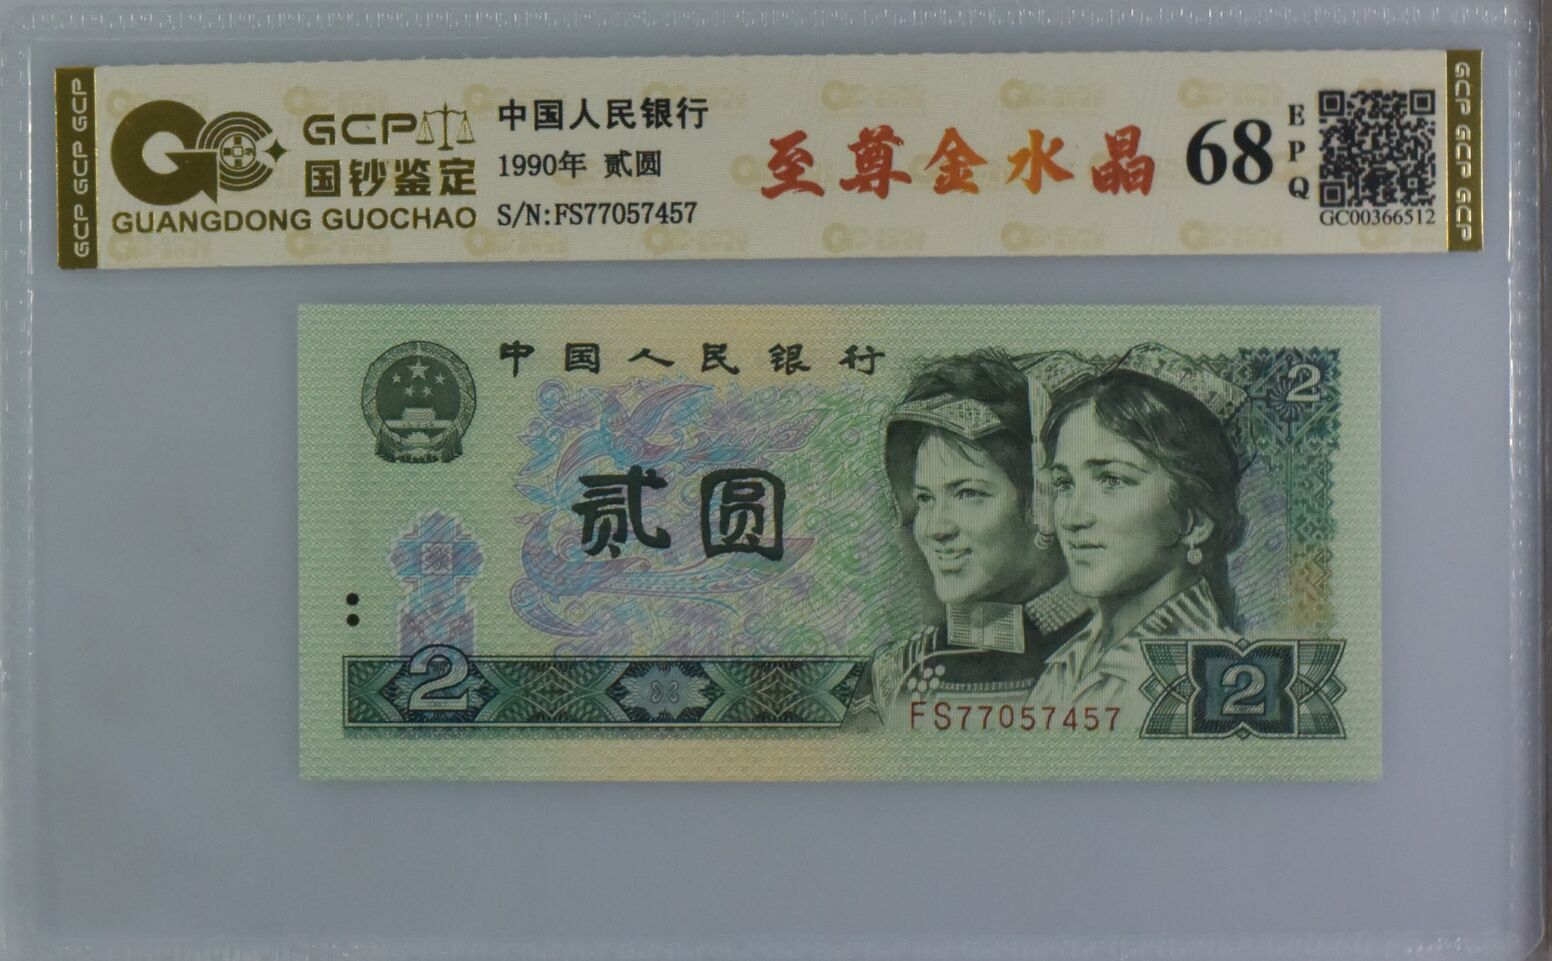 GCP GCP GCP
GCP
国钞鉴定
GUANGDONG GUOCHAO
中国人民银行
1990年 贰圆
S/N:FS77057457
至尊金水晶
68
EPQ
GC00366512
GCP GCP GCP
中国人民银行
2
贰圆
2
FS77057457
2